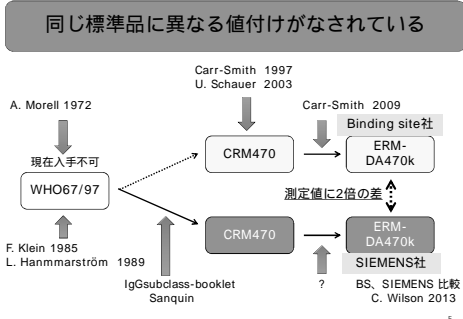 同じ標準品に異なる値付けがなされている
Carr-Smith 1997
U. Schauer 2003
A. Morell 1972
Carr-Smith 2009
Binding site社
現在入手不可
CRM470
ERM-
DA470k
WHO67/97
測定値に2倍の差
CRM470
ERM-
DA470k
F. Klein 1985
L. Hanmmarström 1989
SIEMENS社
IgGsubclass-booklet
Sanquin
?
BS、SIEMENS 比較
C. Wilson 2013
5